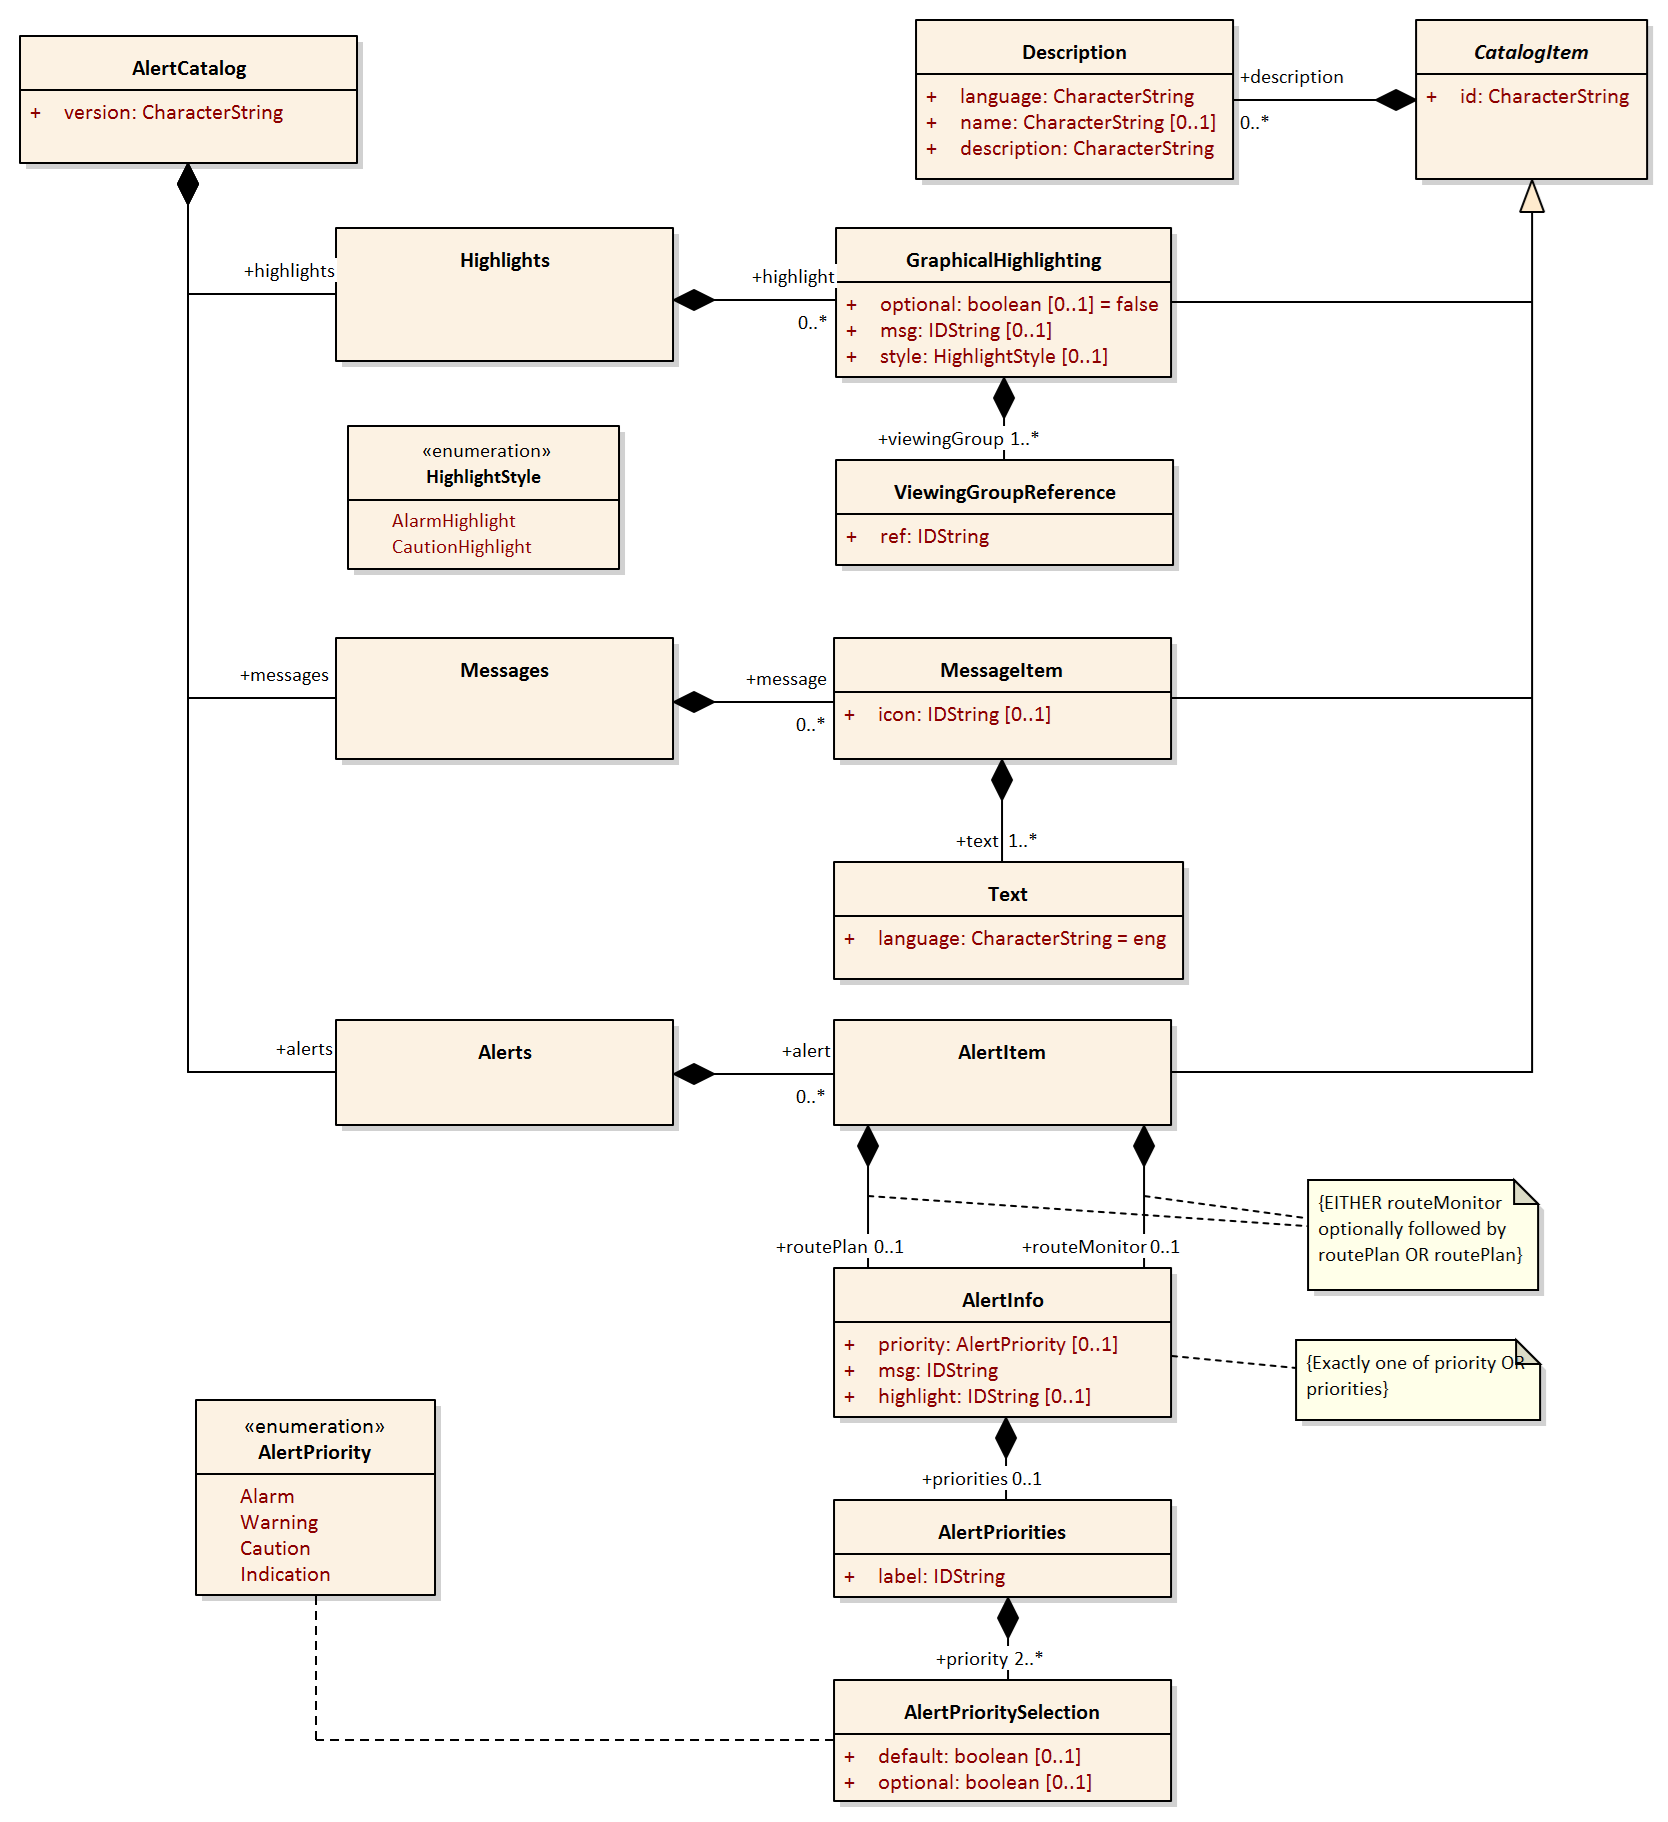 AlertCatalog
+ version: CharacterString
Description
+ language: CharacterString
+ name: CharacterString [0..1]
+ description: CharacterString
+description
0..*
CatalogItem
+ id: CharacterString
+highlights
Highlights
+highlight
0..*
GraphicalHighlighting
+ optional: boolean [0..1] = false
+ msg: IDString [0..1]
+ style: HighlightStyle [0..1]
+viewingGroup 1..*
«enumeration»
HighlightStyle
AlarmHighlight
CautionHighlight
ViewingGroupReference
+ ref: IDString
+messages
Messages
+message
0..*
MessageItem
+ icon: IDString [0..1]
+text 1..*
Text
+ language: CharacterString = eng
+alerts
Alerts
+alert
0..*
AlertItem
+routePlan 0..1
+routeMonitor 0..1
{EITHER routeMonitor
optionally followed by
routePlan OR routePlan}
AlertInfo
+ priority: AlertPriority [0..1]
+ msg: IDString
+ highlight: IDString [0..1]
{Exactly one of priority OR
priorities}
+priorities 0..1
«enumeration»
AlertPriority
Alarm
Warning
Caution
Indication
AlertPriorities
+ label: IDString
+priority 2..*
AlertPrioritySelection
+ default: boolean [0..1]
+ optional: boolean [0..1]